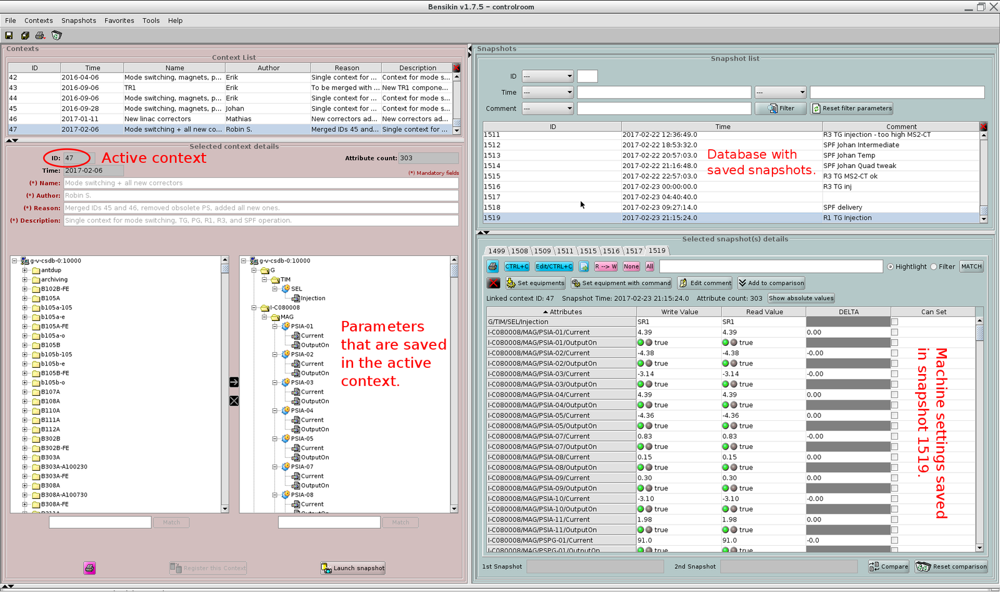 Bensikin v1.7.5 – controlroom
File Contexts Snapshots Favorites Tools Help
Contexts
Context List
ID Time Name Author Reason Description
42 2016-04-06 Mode switching, magnets, p... Erik Single context for ... Context for mode s...
43 2016-09-06 TR1 Erik To be merged with ... New TR1 compone...
44 2016-09-06 Mode switching, magnets, p... Erik Single context for ... Context for mode s...
45 2016-09-28 Mode switching, magnets, p... Johan Single context for ... Context for mode s...
46 2017-01-11 New linac correctors Mathias New correctors ad... New correctors ad...
47 2017-02-06 Mode switching + all new co... Robin S. Merged IDs 45 and... Single context for ...
Selected context details
ID: 47 Active context Attribute count: 303
Time: 2017-02-06 (*) Mandatory fields
(*) Name: Mode switching + all new correctors
(*) Author: Robin S.
(*) Reason: Merged IDs 45 and 46, removed obsolete PS, added all new ones.
(*) Description: Single context for mode switching, TG, PG, R1, R3, and SPF operation.
g-v-csdb-0:10000
antdup
archiving
B102B-FE
B105A
b105a-105
b105a-e
B105A-FE
b105a-o
B105B
b105b-105
b105b-e
B105B-FE
b105b-o
B107A
B108A
B110A
B111A
B112A
B302B
B302B-FE
B303A
B303A-A100230
B303A-FE
B308A
B308A-A100730
B308A-FE
Match
g-v-csdb-0:10000
G
TIM
SEL
Injection
I-C080008
MAG
PSIA-01
Current
OutputOn
PSIA-02
Current
OutputOn
PSIA-03
Current
OutputOn
PSIA-04
Current
OutputOn
PSIA-05
Current
OutputOn
PSIA-07
Current
OutputOn
PSIA-08
Current
OutputOn
Match
Parameters
that are saved
in the active
context.
Register this Context
Launch snapshot
Snapshots
Snapshot list
ID ---
Time --- ---
Comment --- Filter Reset filter parameters
ID Time Comment
1511 2017-02-22 12:36:49.0 R3 TG injection - too high MS2-CT
1512 2017-02-22 18:53:32.0 SPF Johan Intermediate
1513 2017-02-22 20:57:03.0 SPF Johan Temp
1514 2017-02-22 21:16:48.0 SPF Johan Quad tweak
1515 2017-02-22 22:57:03.0 R3 TG MS2-CT ok
1516 2017-02-23 00:00:00.0 R3 TG inj
1517 2017-02-23 04:40:40.0
1518 2017-02-23 09:27:14.0 SPF delivery
1519 2017-02-23 21:15:24.0 R1 TG Injection
Database with
saved snapshots.
Selected snapshot(s) details
1499 1508 1509 1511 1515 1516 1517 1519
CTRL+C Edit/CTRL+C R --> W None All Hightlight Filter MATCH
Set equipments Set equipment with command Edit comment Add to comparison
Linked context ID: 47 Snapshot Time: 2017-02-23 21:15:24.0 Attribute count: 303 Show absolute values
Attributes Write Value Read Value DELTA Can Set
G/TIM/SEL/Injection SR1 SR1
I-C080008/MAG/PSIA-01/Current 4.39 4.39 0.00
I-C080008/MAG/PSIA-01/OutputOn true true
I-C080008/MAG/PSIA-02/Current -4.38 -4.38 -0.00
I-C080008/MAG/PSIA-02/OutputOn true true
I-C080008/MAG/PSIA-03/Current -3.14 -3.14 -0.00
I-C080008/MAG/PSIA-03/OutputOn true true
I-C080008/MAG/PSIA-04/Current 4.39 4.39 0.00
I-C080008/MAG/PSIA-04/OutputOn true true
I-C080008/MAG/PSIA-05/Current -4.36 -4.36 0.00
I-C080008/MAG/PSIA-05/OutputOn true true
I-C080008/MAG/PSIA-07/Current 0.83 0.83 -0.00
I-C080008/MAG/PSIA-07/OutputOn true true
I-C080008/MAG/PSIA-08/Current 0.15 0.15 0.00
I-C080008/MAG/PSIA-08/OutputOn true true
I-C080008/MAG/PSIA-09/Current 0.30 0.30 0.00
I-C080008/MAG/PSIA-09/OutputOn true true
I-C080008/MAG/PSIA-10/Current -3.10 -3.10 -0.00
I-C080008/MAG/PSIA-10/OutputOn true true
I-C080008/MAG/PSIA-11/Current 1.98 1.98 0.00
I-C080008/MAG/PSIA-11/OutputOn true true
I-C080008/MAG/PSPG-01/Current 91.0 91.0 -0.0
I-C080008/MAG/PSPG-01/OutputOn true true
Machine settings saved
in snapshot 1519.
1st Snapshot 2nd Snapshot Compare Reset comparison